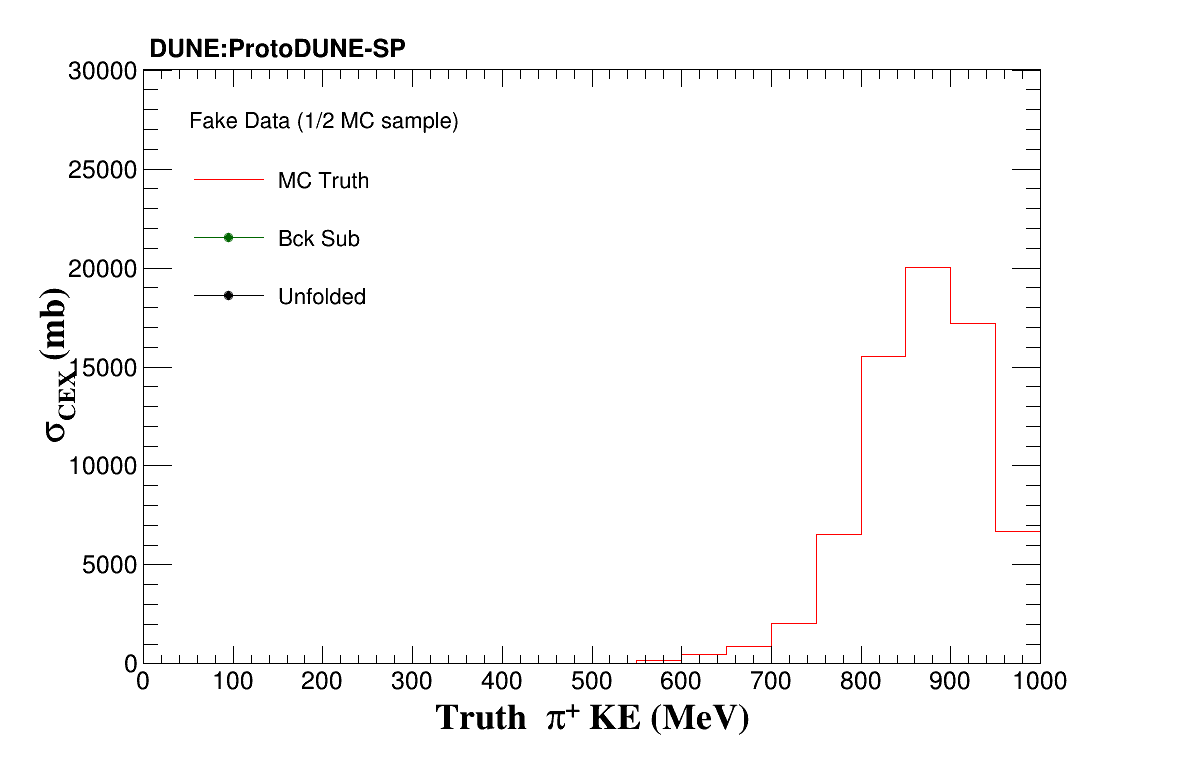 DUNE:ProtoDUNE-SP
30000
25000
20000
15000
10000
5000
0
Fake Data (1/2 MC sample)
MC Truth
Bck Sub
Unfolded
σCEX (mb)
0 100 200 300 400 500 600 700 800 900 1000
Truth π+ KE (MeV)